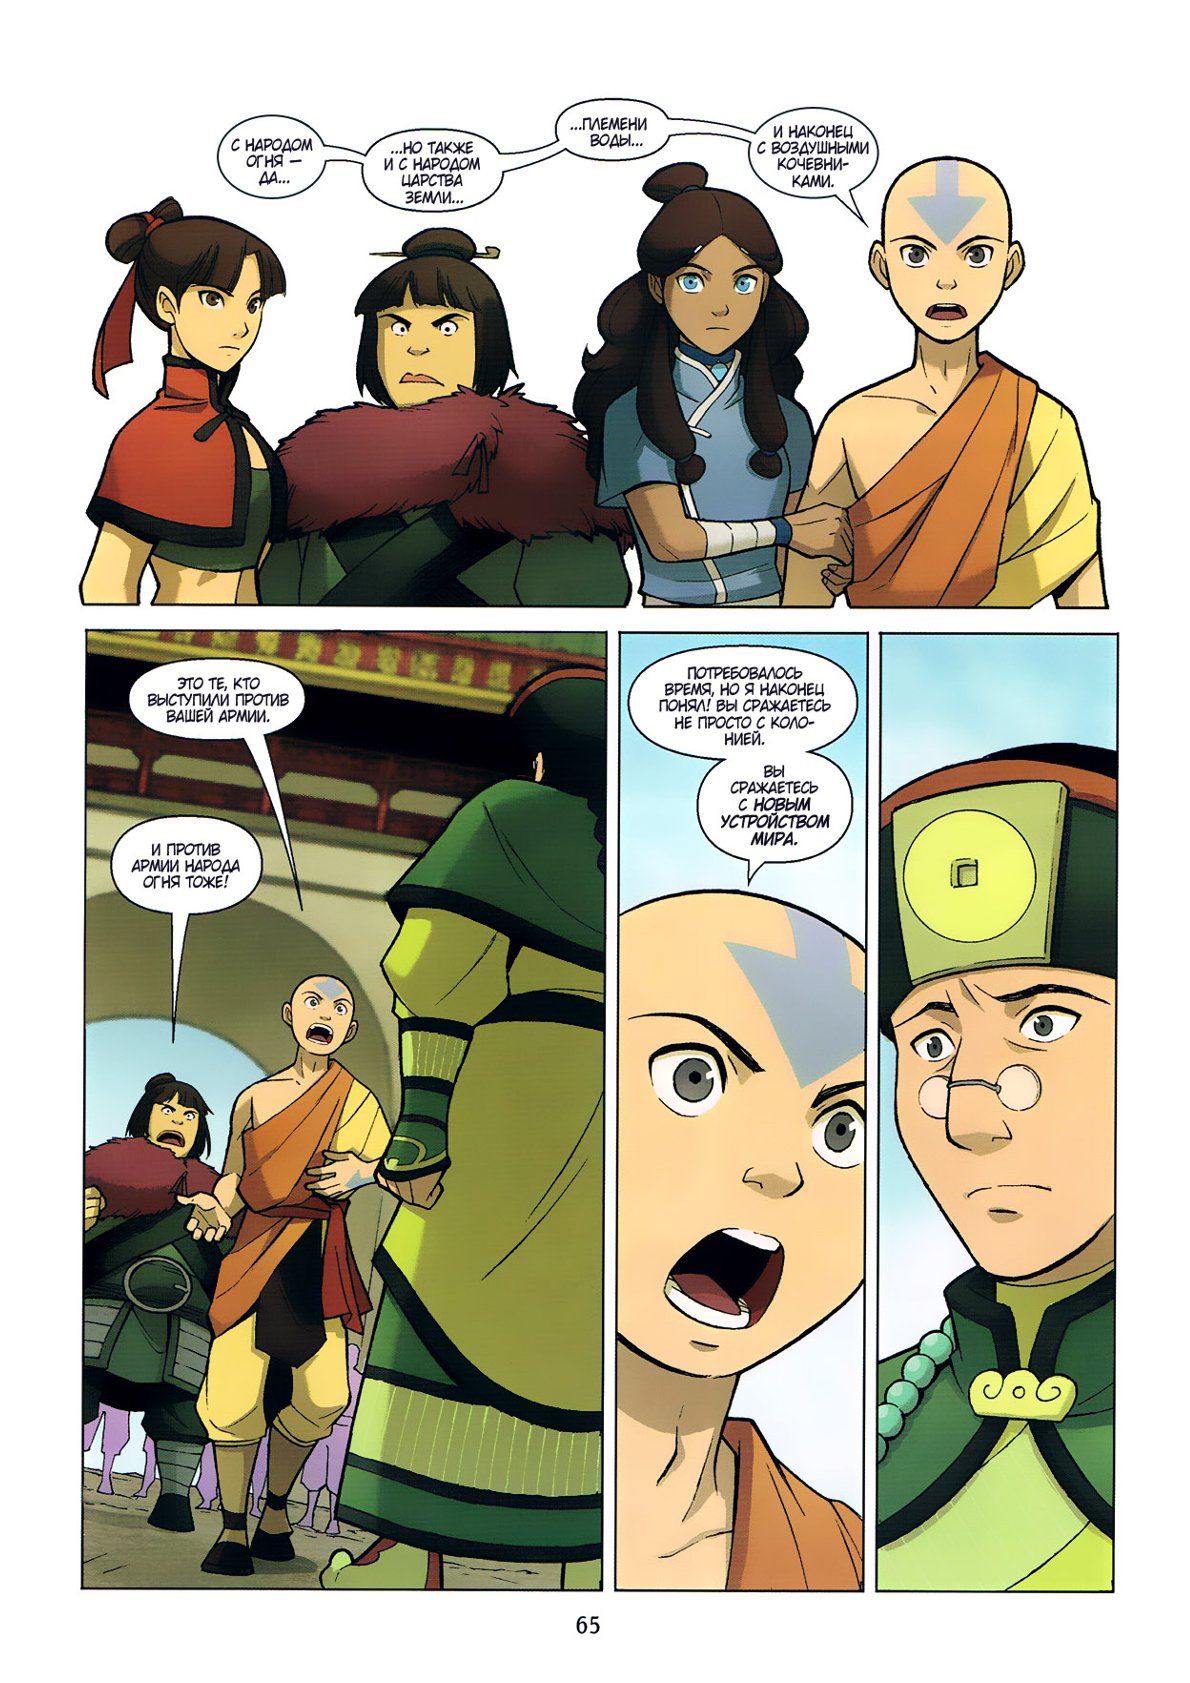 С НАРОДОМ
ОГНЯ —
ДА...
...НО ТАКЖЕ
И С НАРОДОМ
ЦАРСТВА
ЗЕМЛИ...
...ПЛЕМЕНИ
ВОДЫ...
И НАКОНЕЦ
С ВОЗДУШНЫМИ
КОЧЕВНИ-
КАМИ.
ЭТО ТЕ, КТО
ВЫСТУПИЛИ ПРОТИВ
ВАШЕЙ АРМИИ.
И ПРОТИВ
АРМИИ НАРОДА
ОГНЯ ТОЖЕ!
ПОТРЕБОВАЛОСЬ
ВРЕМЯ, НО Я НАКОНЕЦ
ПОНЯЛ! ВЫ СРАЖАЕТЕСЬ
НЕ ПРОСТО С КОЛО-
НИЕЙ.
ВЫ
СРАЖАЕТЕСЬ
С НОВЫМ
УСТРОЙСТВОМ
МИРА.
65